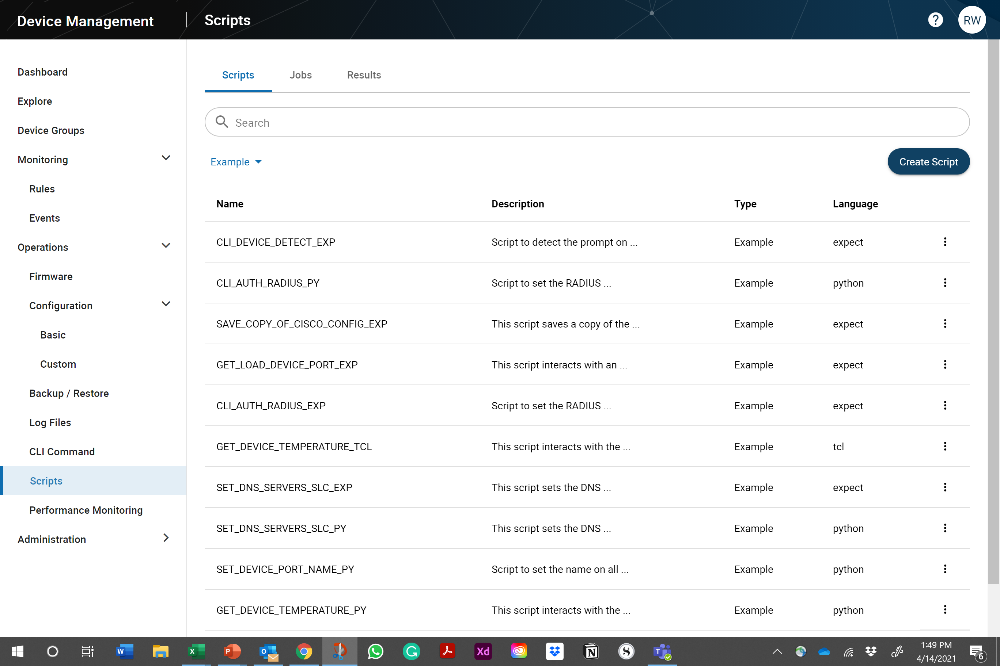 Device Management
Scripts
?
RW
Dashboard
Explore
Device Groups
Monitoring
Rules
Events
Operations
Firmware
Configuration
Basic
Custom
Backup / Restore
Log Files
CLI Command
Scripts
Performance Monitoring
Administration
Scripts Jobs Results
Search
Example
Create Script
Name Description Type Language
CLI_DEVICE_DETECT_EXP Script to detect the prompt on ... Example expect
CLI_AUTH_RADIUS_PY Script to set the RADIUS ... Example python
SAVE_COPY_OF_CISCO_CONFIG_EXP This script saves a copy of the ... Example expect
GET_LOAD_DEVICE_PORT_EXP This script interacts with an ... Example expect
CLI_AUTH_RADIUS_EXP Script to set the RADIUS ... Example expect
GET_DEVICE_TEMPERATURE_TCL This script interacts with the ... Example tcl
SET_DNS_SERVERS_SLC_EXP This script sets the DNS ... Example expect
SET_DNS_SERVERS_SLC_PY This script sets the DNS ... Example python
SET_DEVICE_PORT_NAME_PY Script to set the name on all ... Example python
GET_DEVICE_TEMPERATURE_PY This script interacts with the ... Example python
W X P O G Xd N S T
1:49 PM
4/14/2021
6